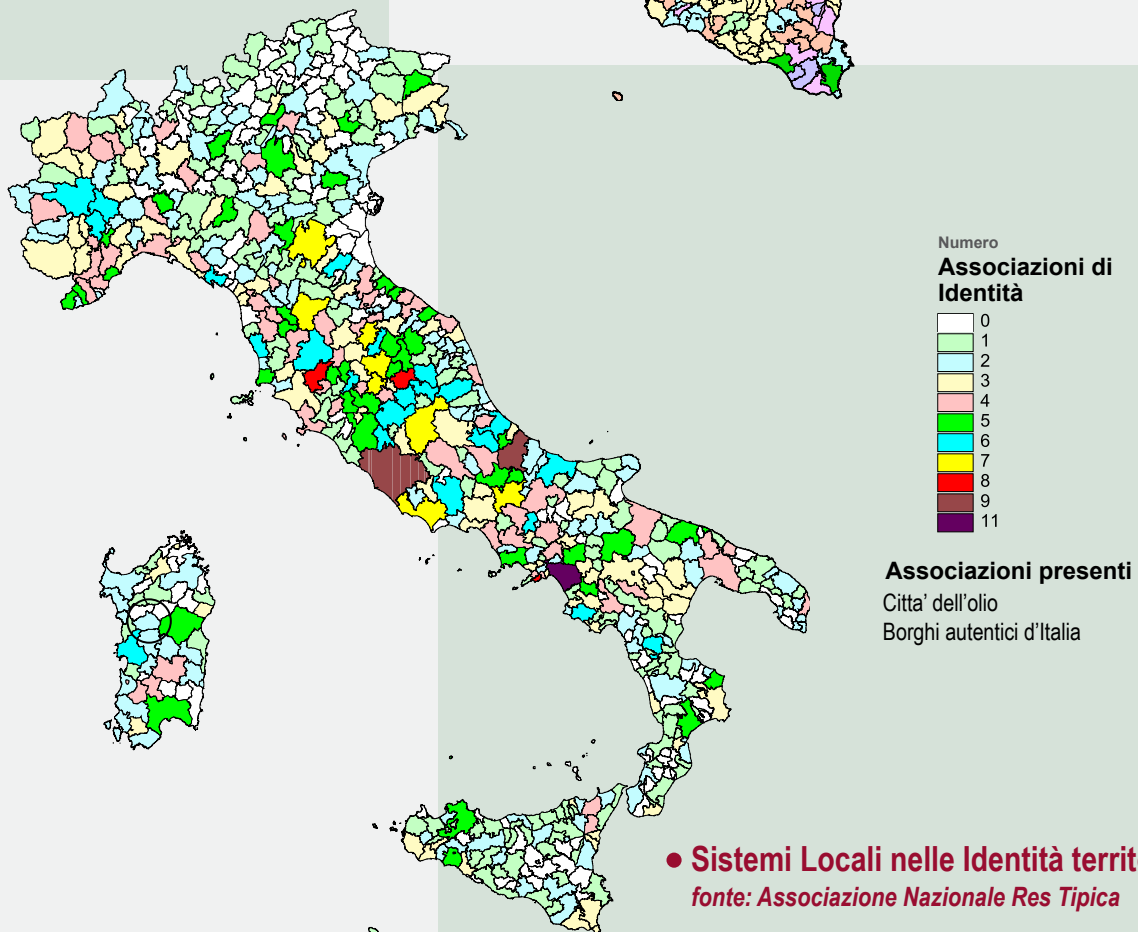 Numero
Associazioni di
Identità
0
1
2
3
4
5
6
7
8
9
11
Associazioni presenti
Citta' dell'olio
Borghi autentici d'Italia
• Sistemi Locali nelle Identità territ
fonte: Associazione Nazionale Res Tipica